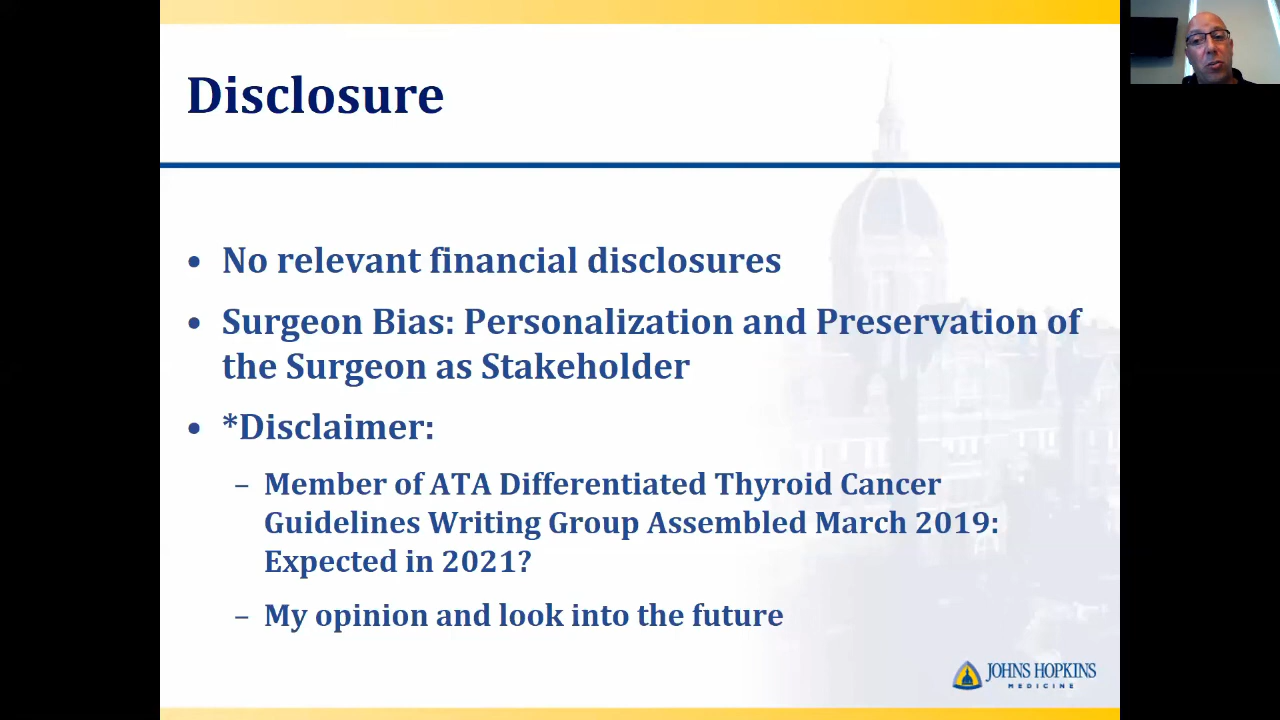 Disclosure
• No relevant financial disclosures
• Surgeon Bias: Personalization and Preservation of
the Surgeon as Stakeholder
• *Disclaimer:
– Member of ATA Differentiated Thyroid Cancer
Guidelines Writing Group Assembled March 2019:
Expected in 2021?
– My opinion and look into the future
JOHNS HOPKINS
MEDICINE